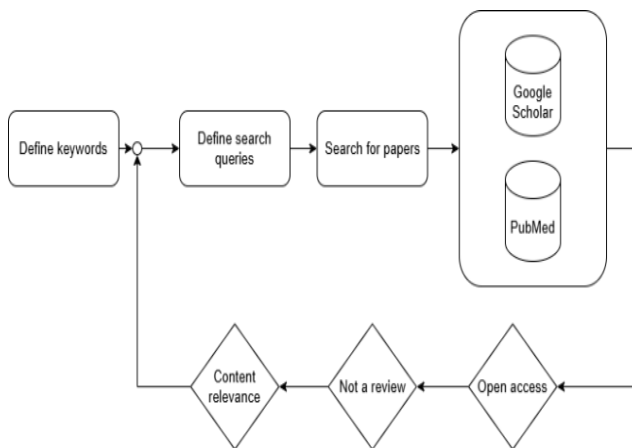 Define keywords
Define search
queries
Search for papers
Google
Scholar
PubMed
Content
relevance
Not a review
Open access